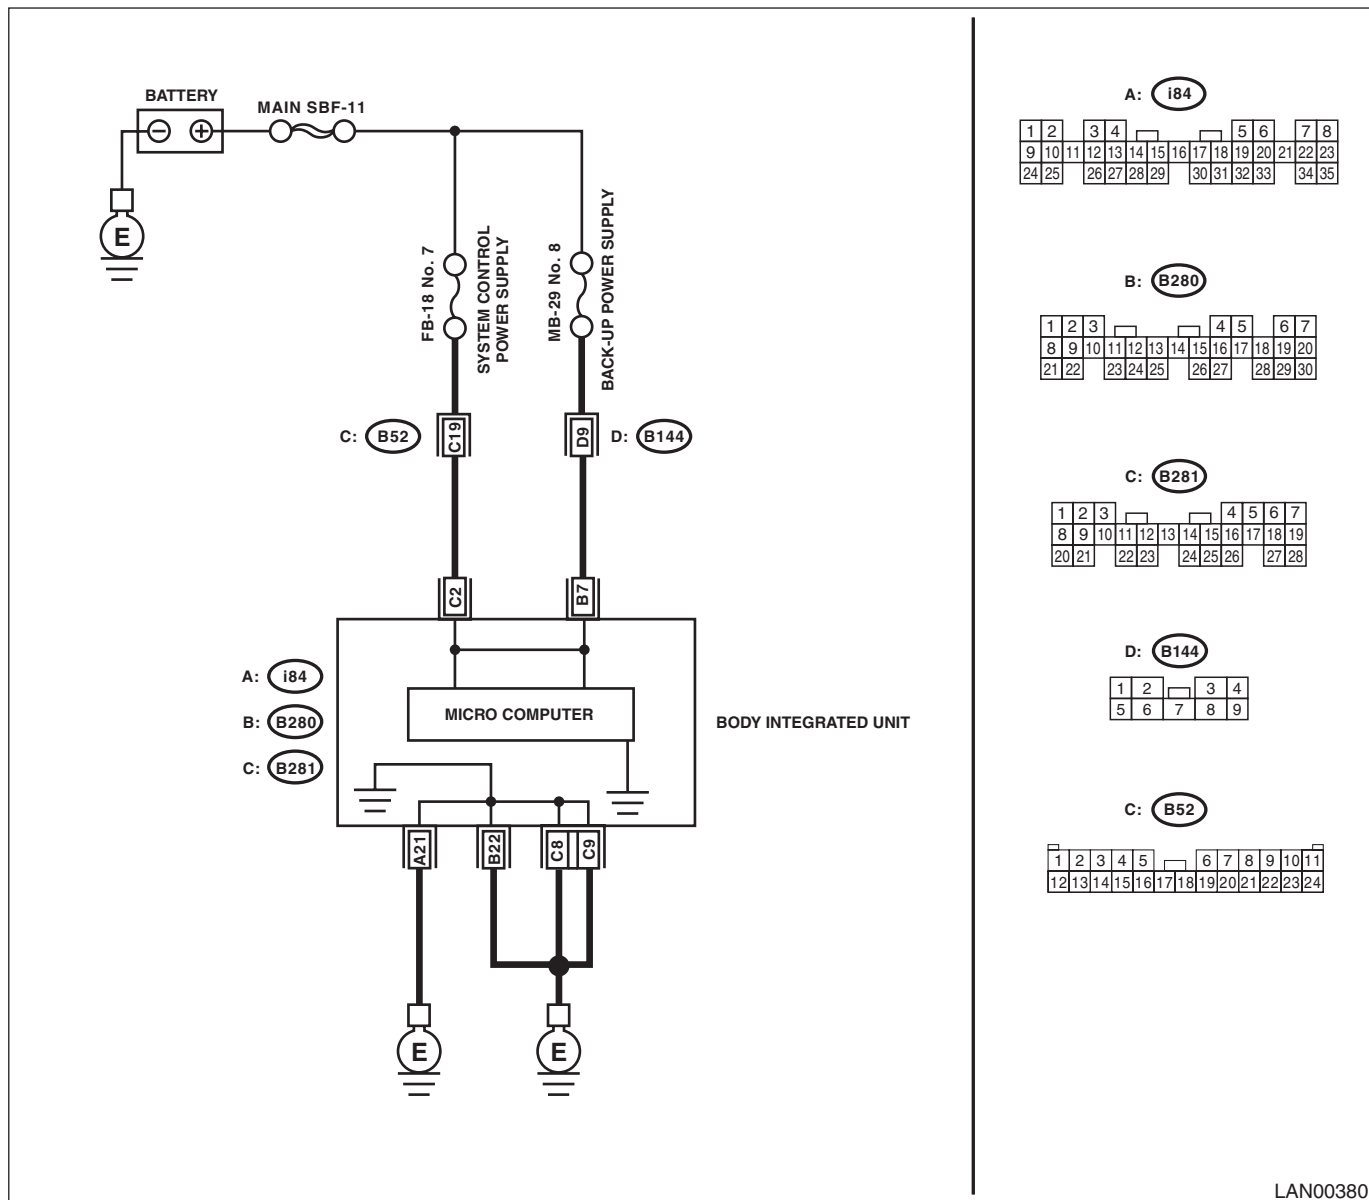 BATTERY
MAIN SBF-11
E
FB-18 No. 7
SYSTEM CONTROL
POWER SUPPLY
MB-29 No. 8
BACK-UP POWER SUPPLY
C: B52
C19
D9
D: B144
C2
B7
A: i84
B: B280
C: B281
MICRO COMPUTER
BODY INTEGRATED UNIT
A21
B22
C8
C9
E
E
A: i84
1 2 3 4 5 6 7 8
9 10 11 12 13 14 15 16 17 18 19 20 21 22 23
24 25 26 27 28 29 30 31 32 33 34 35
B: B280
1 2 3 4 5 6 7
8 9 10 11 12 13 14 15 16 17 18 19 20
21 22 23 24 25 26 27 28 29 30
C: B281
1 2 3 4 5 6 7
8 9 10 11 12 13 14 15 16 17 18 19
20 21 22 23 24 25 26 27 28
D: B144
1 2 3 4
5 6 7 8 9
C: B52
1 2 3 4 5 6 7 8 9 10 11
12 13 14 15 16 17 18 19 20 21 22 23 24
LAN00380